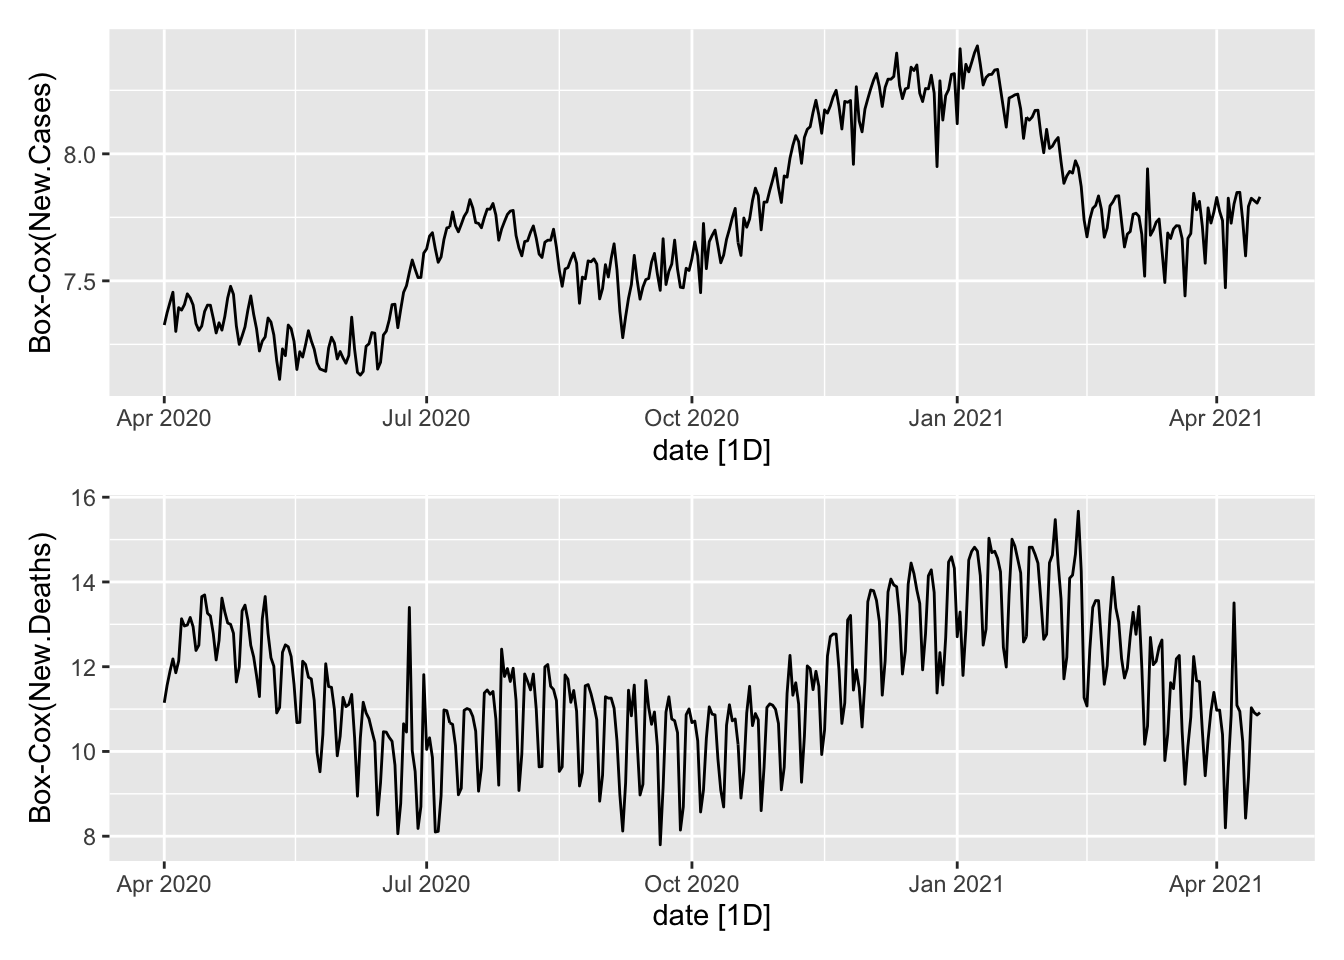 Box-Cox(New.Cases)
8.0
7.5
Apr 2020 Jul 2020 Oct 2020 Jan 2021 Apr 2021
date [1D]
Box-Cox(New.Deaths)
16
14
12
10
8
Apr 2020 Jul 2020 Oct 2020 Jan 2021 Apr 2021
date [1D]